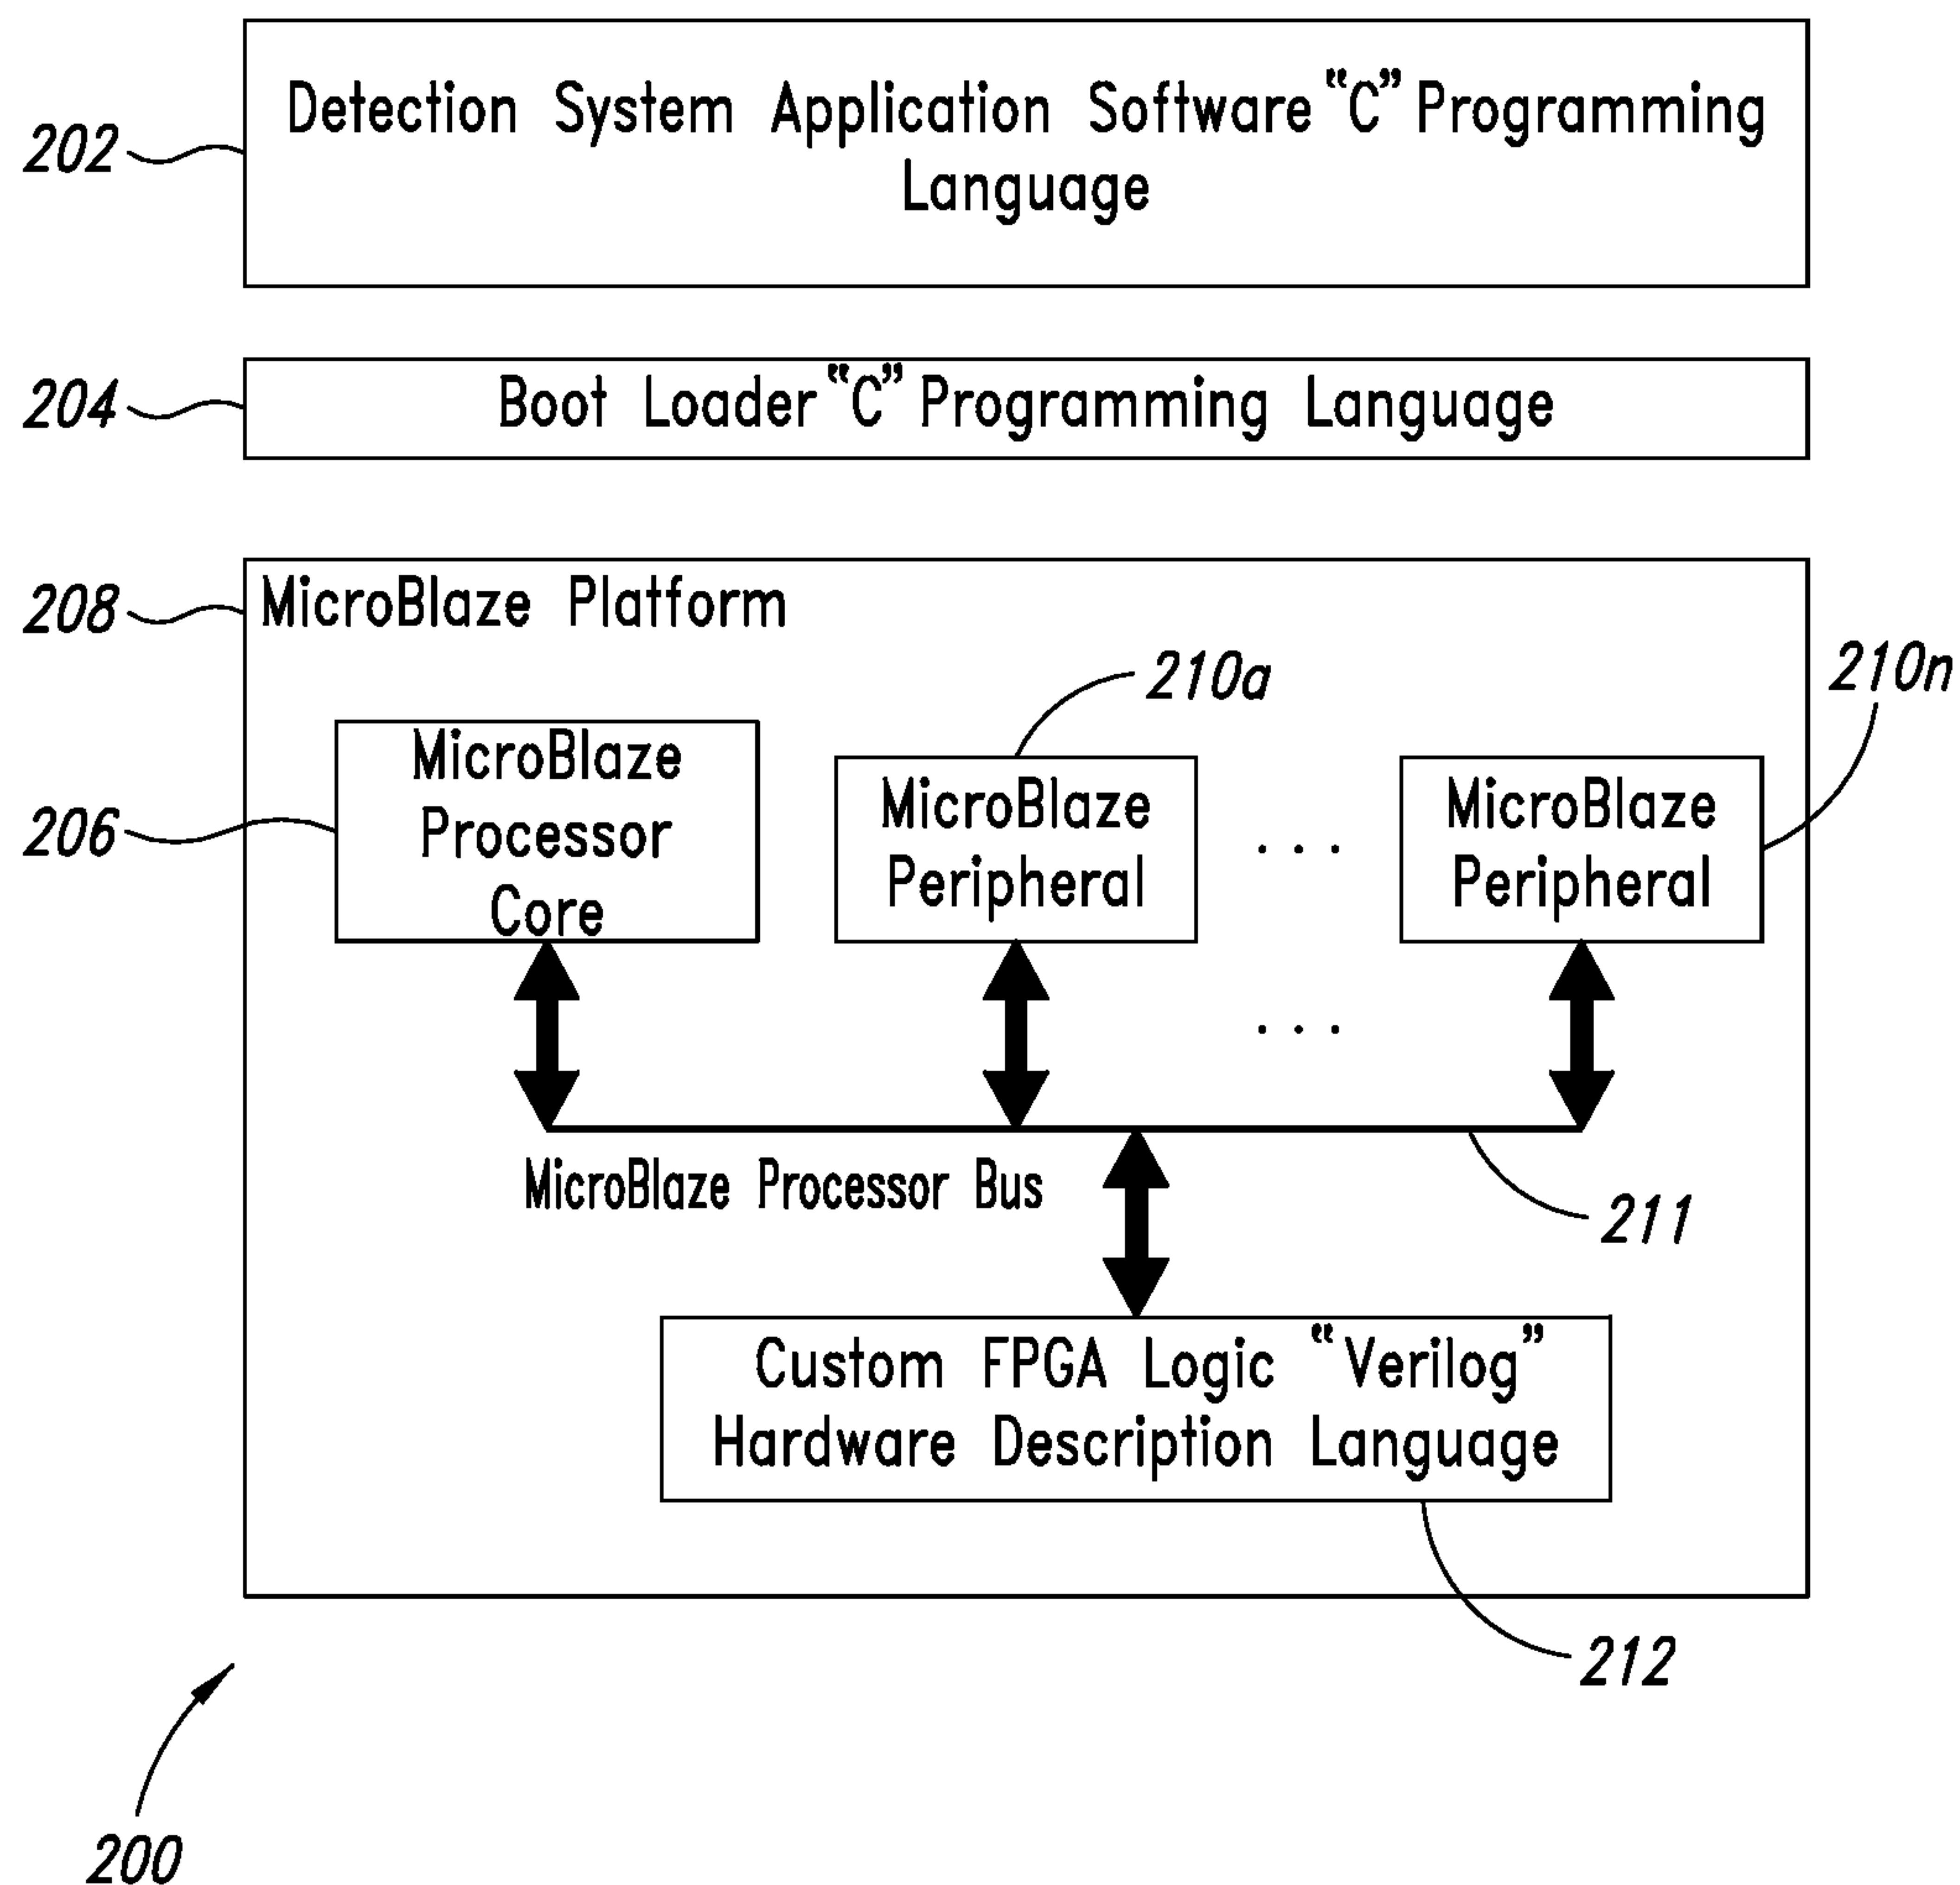 Detection System Application Software “C” Programming
Language
202
Boot Loader “C” Programming Language
204
208
MicroBlaze Platform
210a
210n
MicroBlaze
Processor
Core
206
MicroBlaze
Peripheral
. . .
MicroBlaze
Peripheral
. . .
MicroBlaze Processor Bus
211
Custom FPGA Logic “Verilog”
Hardware Description Language
212
200